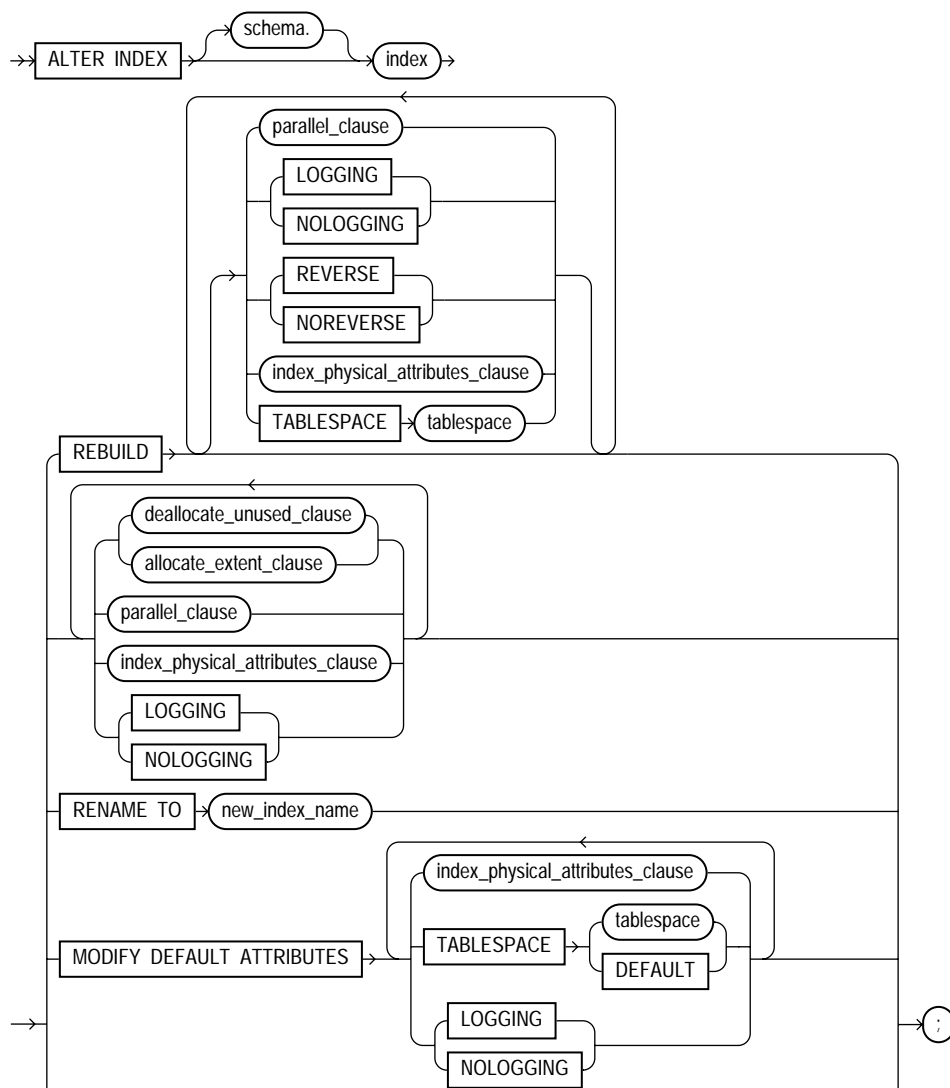 schema.
ALTER INDEX index
parallel_clause
LOGGING
NOLOGGING
REVERSE
NOREVERSE
index_physical_attributes_clause
TABLESPACE tablespace
REBUILD
deallocate_unused_clause
allocate_extent_clause
parallel_clause
index_physical_attributes_clause
LOGGING
NOLOGGING
RENAME TO new_index_name
index_physical_attributes_clause
tablespace
MODIFY DEFAULT ATTRIBUTES TABLESPACE
DEFAULT
LOGGING
;
NOLOGGING